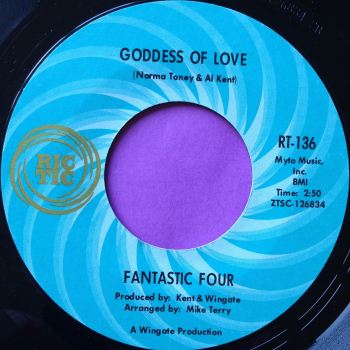 GODDESS OF LOVE
(Norma Toney & Al Kent)
RIC
TIC
RT-136
Myto Music,
Inc.
BMI
Time: 2:50
ZTSC-126834
FANTASTIC FOUR
Produced by: Kent & Wingate
Arranged by: Mike Terry
A Wingate Production